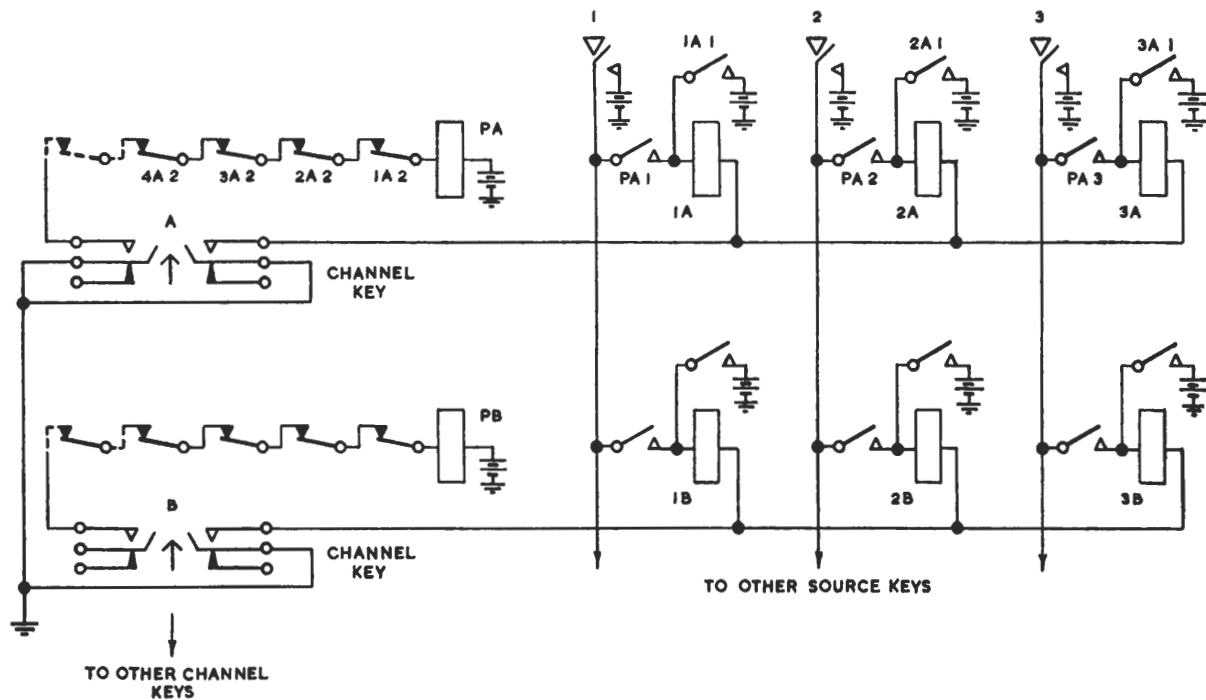 1
2
3
1A 1
2A 1
3A 1
PA
4A 2
3A 2
2A 2
1A 2
PA 1
PA 2
PA 3
1A
2A
3A
A
CHANNEL
KEY
PB
B
CHANNEL
KEY
1B
2B
3B
TO OTHER SOURCE KEYS
TO OTHER CHANNEL
KEYS